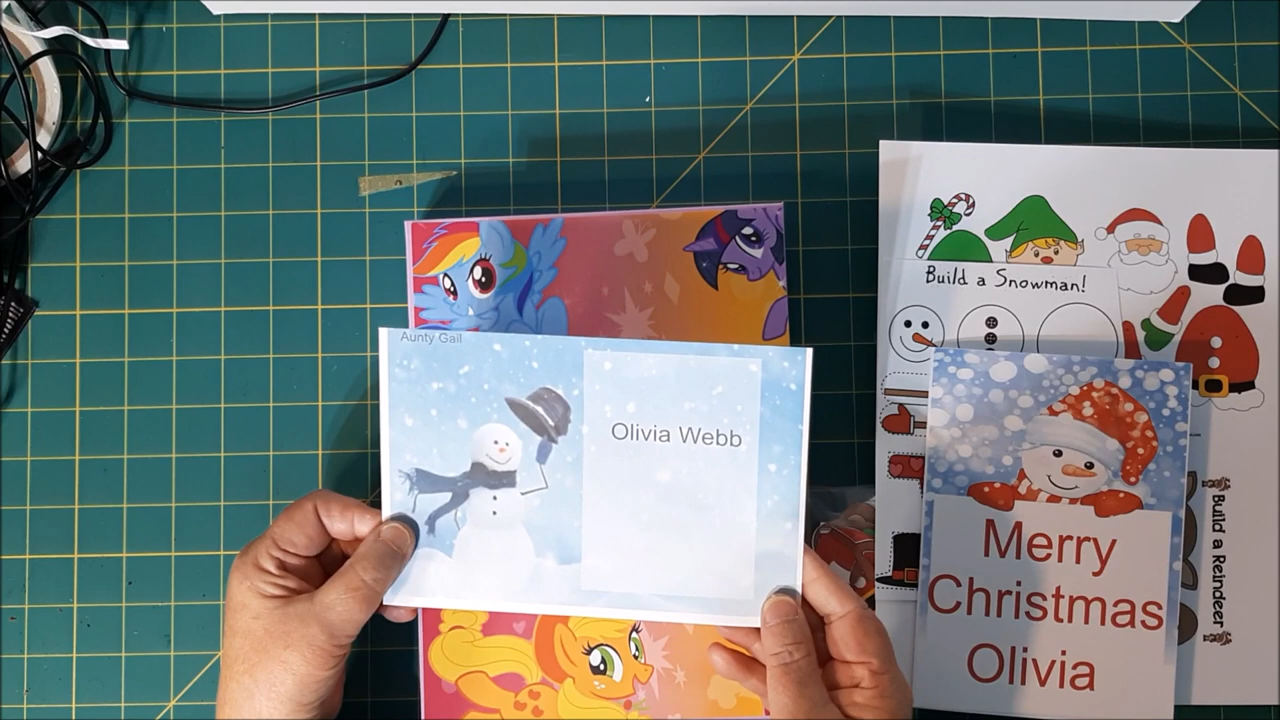 Build a Snowman!
Aunty Gail
Olivia Webb
Build a Reindeer
Merry
Christmas
Olivia